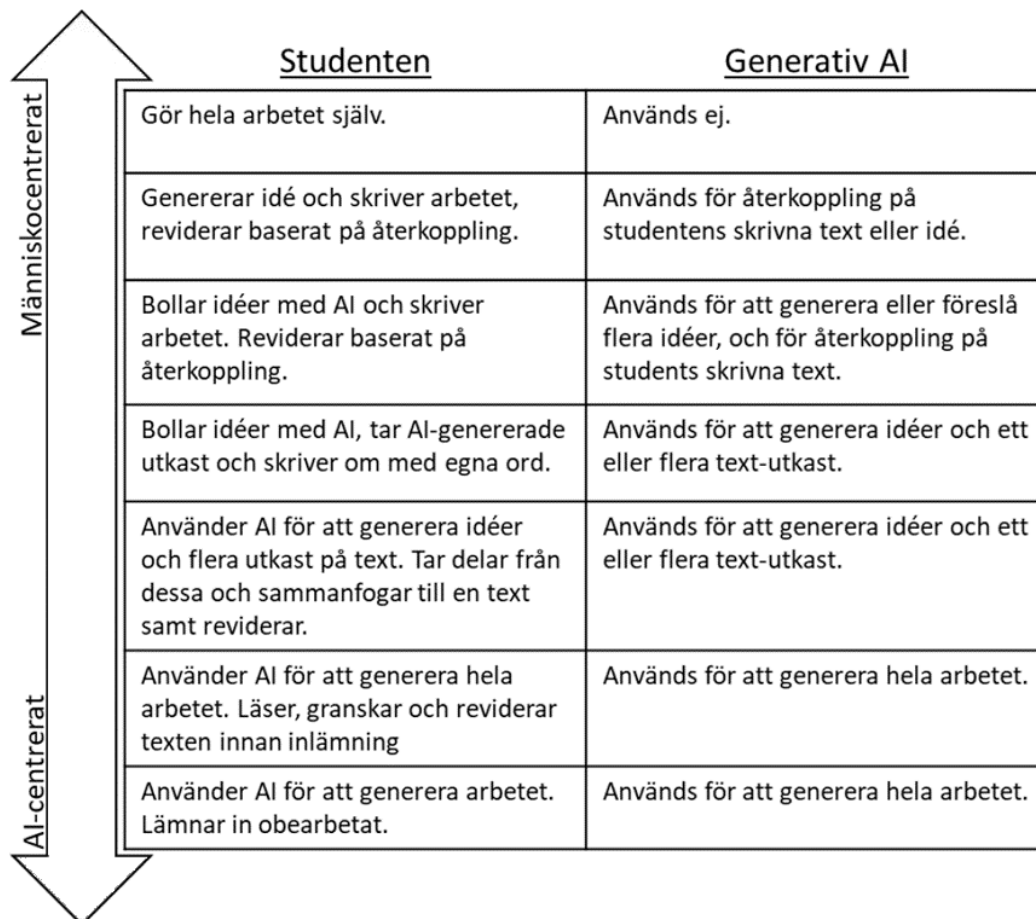 Människocentrerat
AI-centrerat
Studenten
Generativ AI
Gör hela arbetet själv.
Används ej.
Genererar idé och skriver arbetet,
reviderar baserat på återkoppling.
Används för återkoppling på
studentens skrivna text eller idé.
Bollar idéer med AI och skriver
arbetet. Reviderar baserat på
återkoppling.
Används för att generera eller föreslå
flera idéer, och för återkoppling på
students skrivna text.
Bollar idéer med AI, tar AI-genererade
utkast och skriver om med egna ord.
Används för att generera idéer och ett
eller flera text-utkast.
Använder AI för att generera idéer
och flera utkast på text. Tar delar från
dessa och sammanfogar till en text
samt reviderar.
Används för att generera idéer och ett
eller flera text-utkast.
Använder AI för att generera hela
arbetet. Läser, granskar och reviderar
texten innan inlämning
Används för att generera hela arbetet.
Använder AI för att generera arbetet.
Lämnar in obearbetat.
Används för att generera hela arbetet.